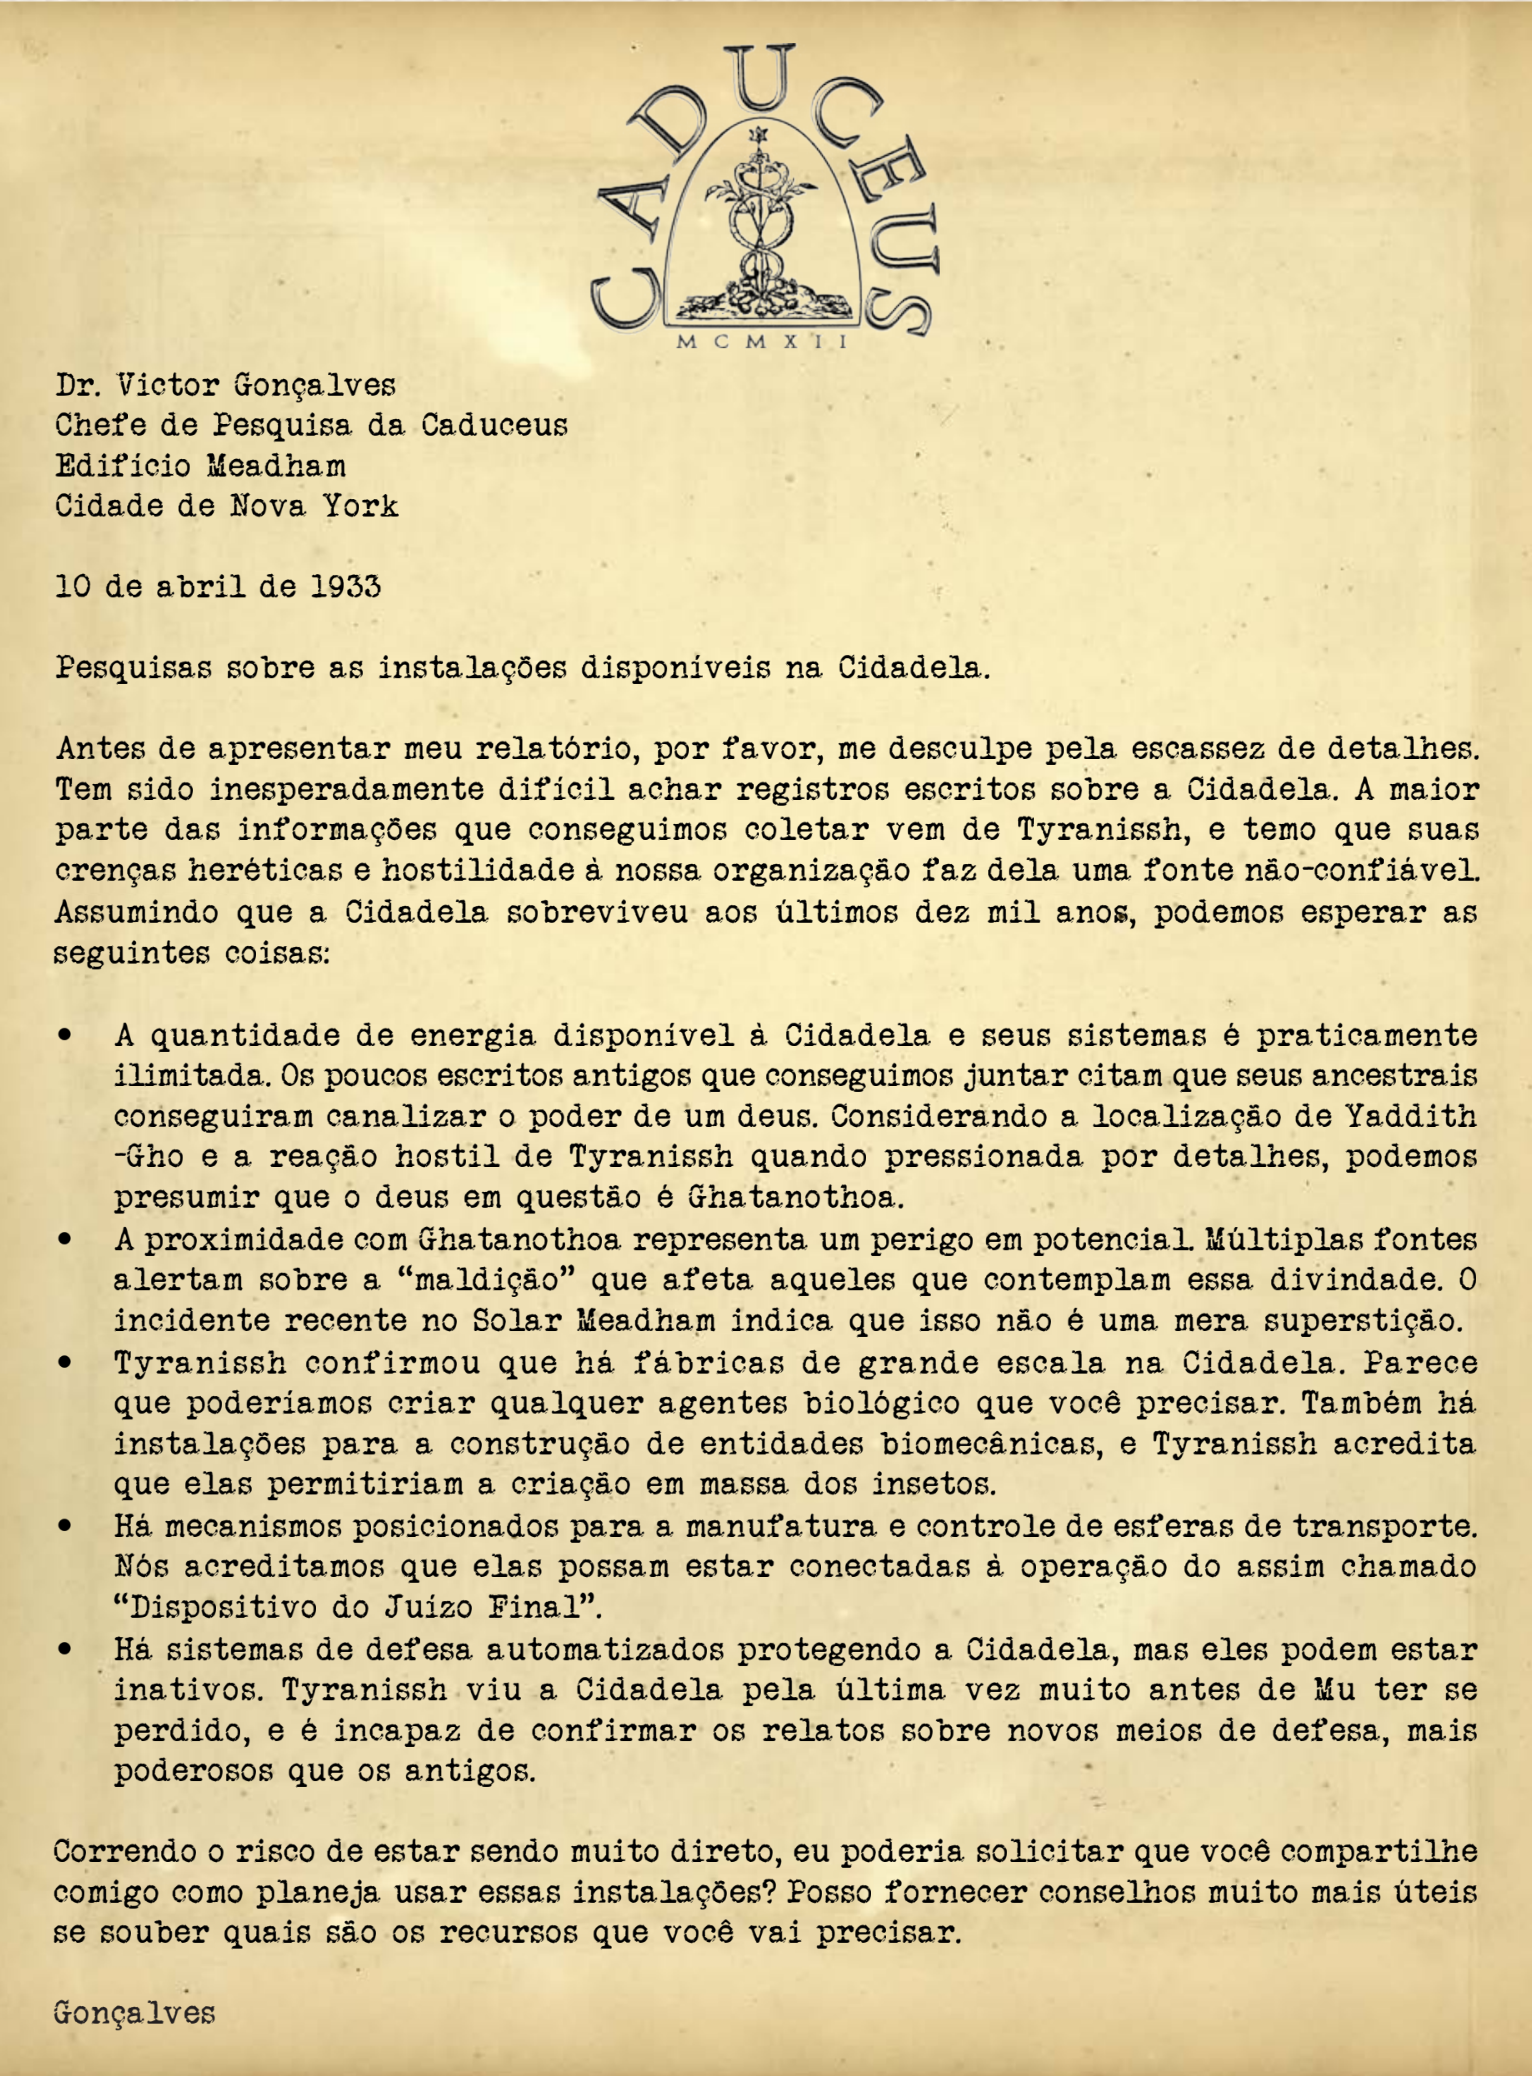 CADUCEUS
MCMXII
Dr. Victor Gonçalves
Chefe de Pesquisa da Caduceus
Edifício Meadham
Cidade de Nova York
10 de abril de 1933
Pesquisas sobre as instalações disponíveis na Cidadela.
Antes de apresentar meu relatório, por favor, me desculpe pela escassez de detalhes.
Tem sido inesperadamente difícil achar registros escritos sobre a Cidadela. A maior
parte das informações que conseguimos coletar vem de Tyranissh, e temo que suas
crenças heréticas e hostilidade à nossa organização faz dela uma fonte não-confiável.
Assumindo que a Cidadela sobreviveu aos últimos dez mil anos, podemos esperar as
seguintes coisas:
• A quantidade de energia disponível à Cidadela e seus sistemas é praticamente
ilimitada. Os poucos escritos antigos que conseguimos juntar citam que seus ancestrais
conseguiram canalizar o poder de um deus. Considerando a localização de Yaddith
-Gho e a reação hostil de Tyranissh quando pressionada por detalhes, podemos
presumir que o deus em questão é Ghatanothoa.
• A proximidade com Ghatanothoa representa um perigo em potencial. Múltiplas fontes
alertam sobre a “maldição” que afeta aqueles que contemplam essa divindade. O
incidente recente no Solar Meadham indica que isso não é uma mera superstição.
• Tyranissh confirmou que há fábricas de grande escala na Cidadela. Parece
que poderíamos criar qualquer agentes biológico que você precisar. Também há
instalações para a construção de entidades biomecânicas, e Tyranissh acredita
que elas permitiriam a criação em massa dos insetos.
• Há mecanismos posicionados para a manufatura e controle de esferas de transporte.
Nós acreditamos que elas possam estar conectadas à operação do assim chamado
“Dispositivo do Juízo Final”.
• Há sistemas de defesa automatizados protegendo a Cidadela, mas eles podem estar
inativos. Tyranissh viu a Cidadela pela última vez muito antes de Mu ter se
perdido, e é incapaz de confirmar os relatos sobre novos meios de defesa, mais
poderosos que os antigos.
Correndo o risco de estar sendo muito direto, eu poderia solicitar que você compartilhe
comigo como planeja usar essas instalações? Posso fornecer conselhos muito mais úteis
se souber quais são os recursos que você vai precisar.
Gonçalves